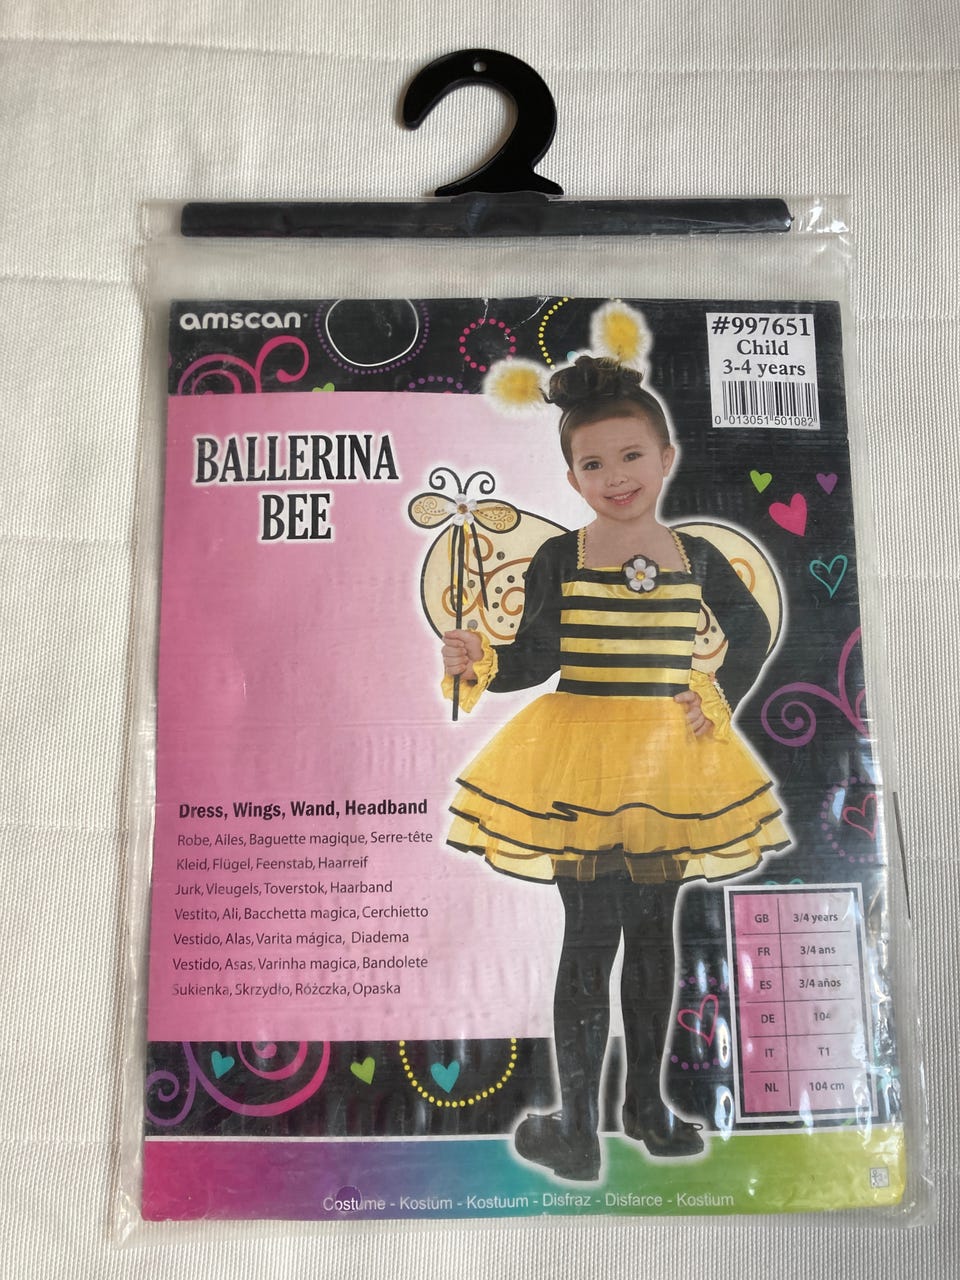 amscan
#997651
Child
3-4 years
0 013051 501082
BALLERINA
BEE
Dress, Wings, Wand, Headband
Robe, Ailes, Baguette magique, Serre-tête
Kleid, Flügel, Feenstab, Haarreif
Jurk, Vleugels, Toverstok, Haarband
Vestito, Ali, Bacchetta magica, Cerchietto
Vestido, Alas, Varita mágica, Diadema
Vestido, Asas, Varinha magica, Bandolete
Sukienka, Skrzydło, Różczka, Opaska
GB 3/4 years
FR 3/4 ans
ES 3/4 años
DE 104
IT T1
NL 104 cm
Costume - Kostüm - Kostuum - Disfraz - Disfarce - Kostium